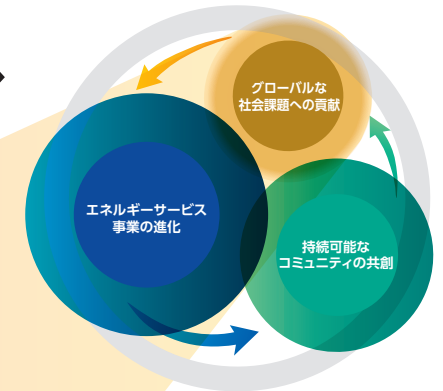 グローバルな
社会課題への貢献
エネルギーサービス
事業の進化
持続可能な
コミュニティの共創